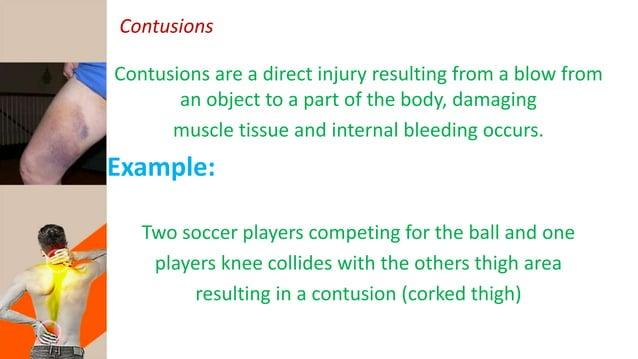 Contusions
Contusions are a direct injury resulting from a blow from
an object to a part of the body, damaging
muscle tissue and internal bleeding occurs.
Example:
Two soccer players competing for the ball and one
players knee collides with the others thigh area
resulting in a contusion (corked thigh)